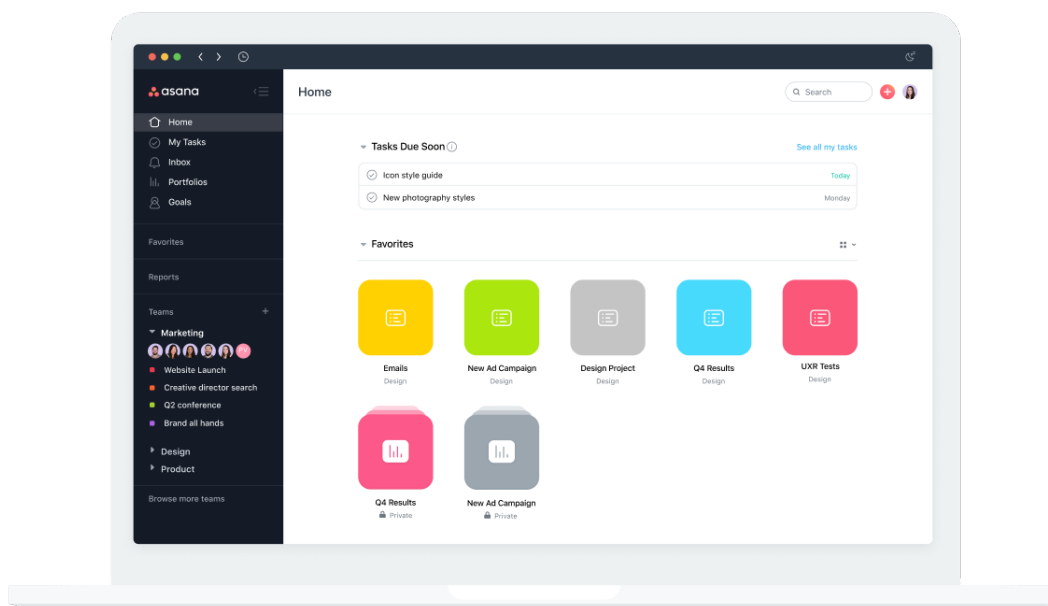 asana
Home
Search
Home
My Tasks
Inbox
Portfolios
Goals
Favorites
Reports
Teams
Marketing
Website Launch
Creative director search
Q2 conference
Brand all hands
Design
Product
Browse more teams
Tasks Due Soon
See all my tasks
Icon style guide
Today
New photography styles
Monday
Favorites
Emails
Design
New Ad Campaign
Design
Design Project
Design
Q4 Results
Design
UXR Tests
Design
Q4 Results
Private
New Ad Campaign
Private